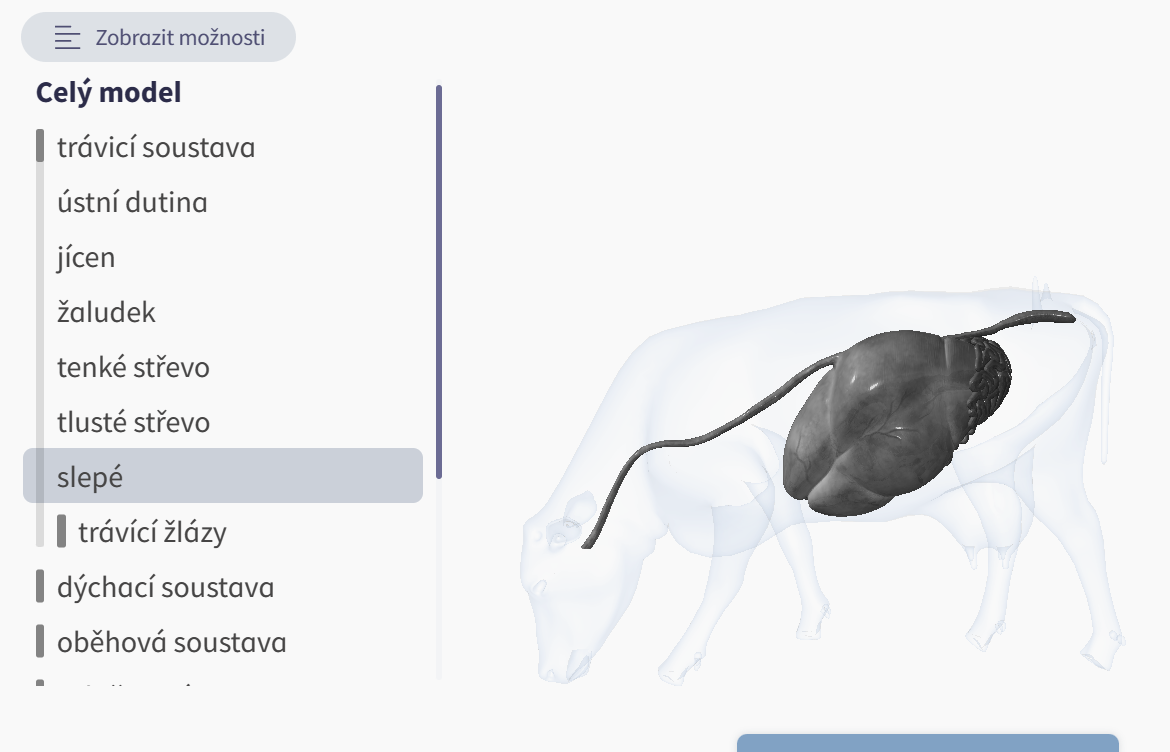 Zobrazit možnosti
Celý model
trávicí soustava
ústní dutina
jícen
žaludek
tenké střevo
tlusté střevo
slepé
trávící žlázy
dýchací soustava
oběhová soustava